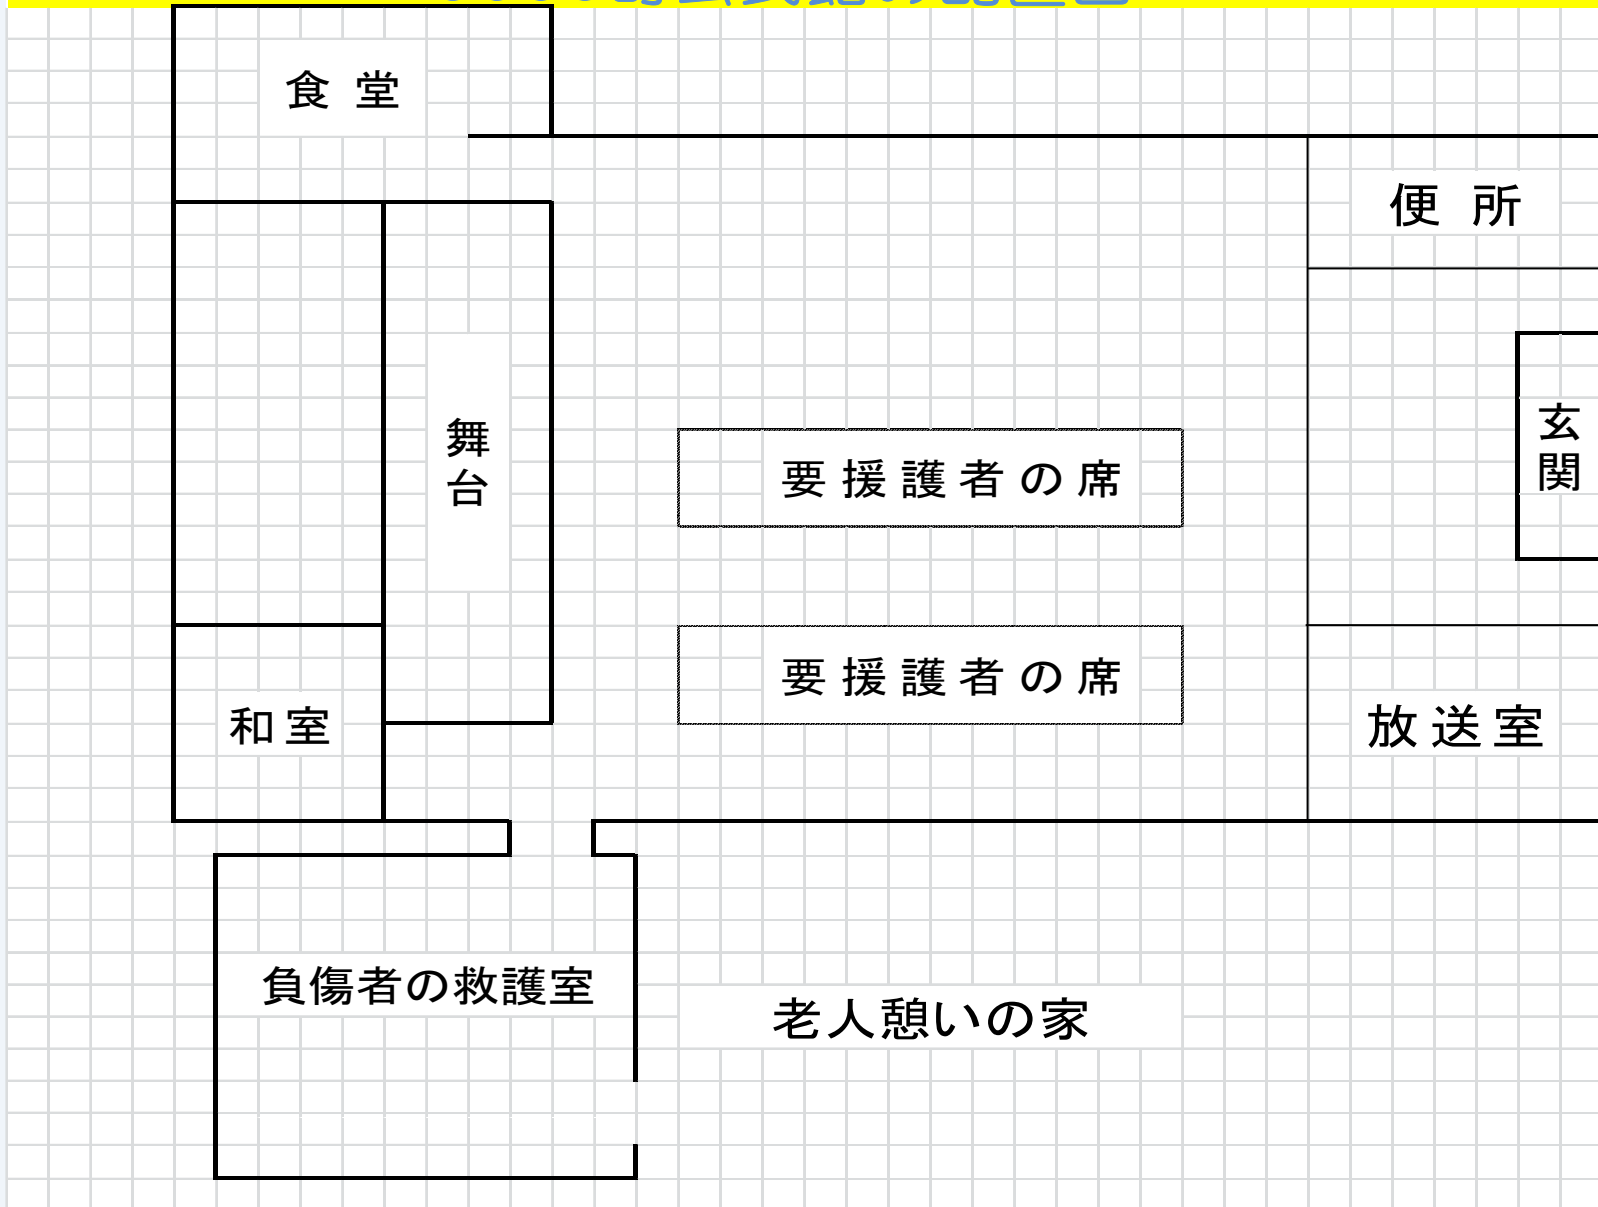 食堂
便所
玄関
舞台
要援護者の席
要援護者の席
和室
放送室
負傷者の救護室
老人憩いの家